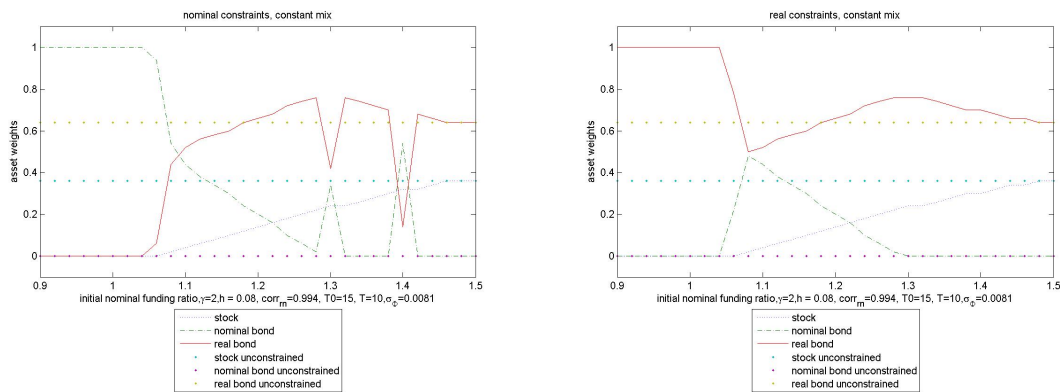 nominal constraints, constant mix
asset weights
1
0.8
0.6
0.4
0.2
0
0.9 1 1.1 1.2 1.3 1.4 1.5
initial nominal funding ratio,γ=2,h = 0.08, corr_rn=0.994, T0=15, T=10,σ_Φ=0.0081
stock
nominal bond
real bond
stock unconstrained
nominal bond unconstrained
real bond unconstrained
real constraints, constant mix
asset weights
1
0.8
0.6
0.4
0.2
0
0.9 1 1.1 1.2 1.3 1.4 1.5
initial nominal funding ratio,γ=2,h = 0.08, corr_rn=0.994, T0=15, T=10,σ_Φ=0.0081
stock
nominal bond
real bond
stock unconstrained
nominal bond unconstrained
real bond unconstrained